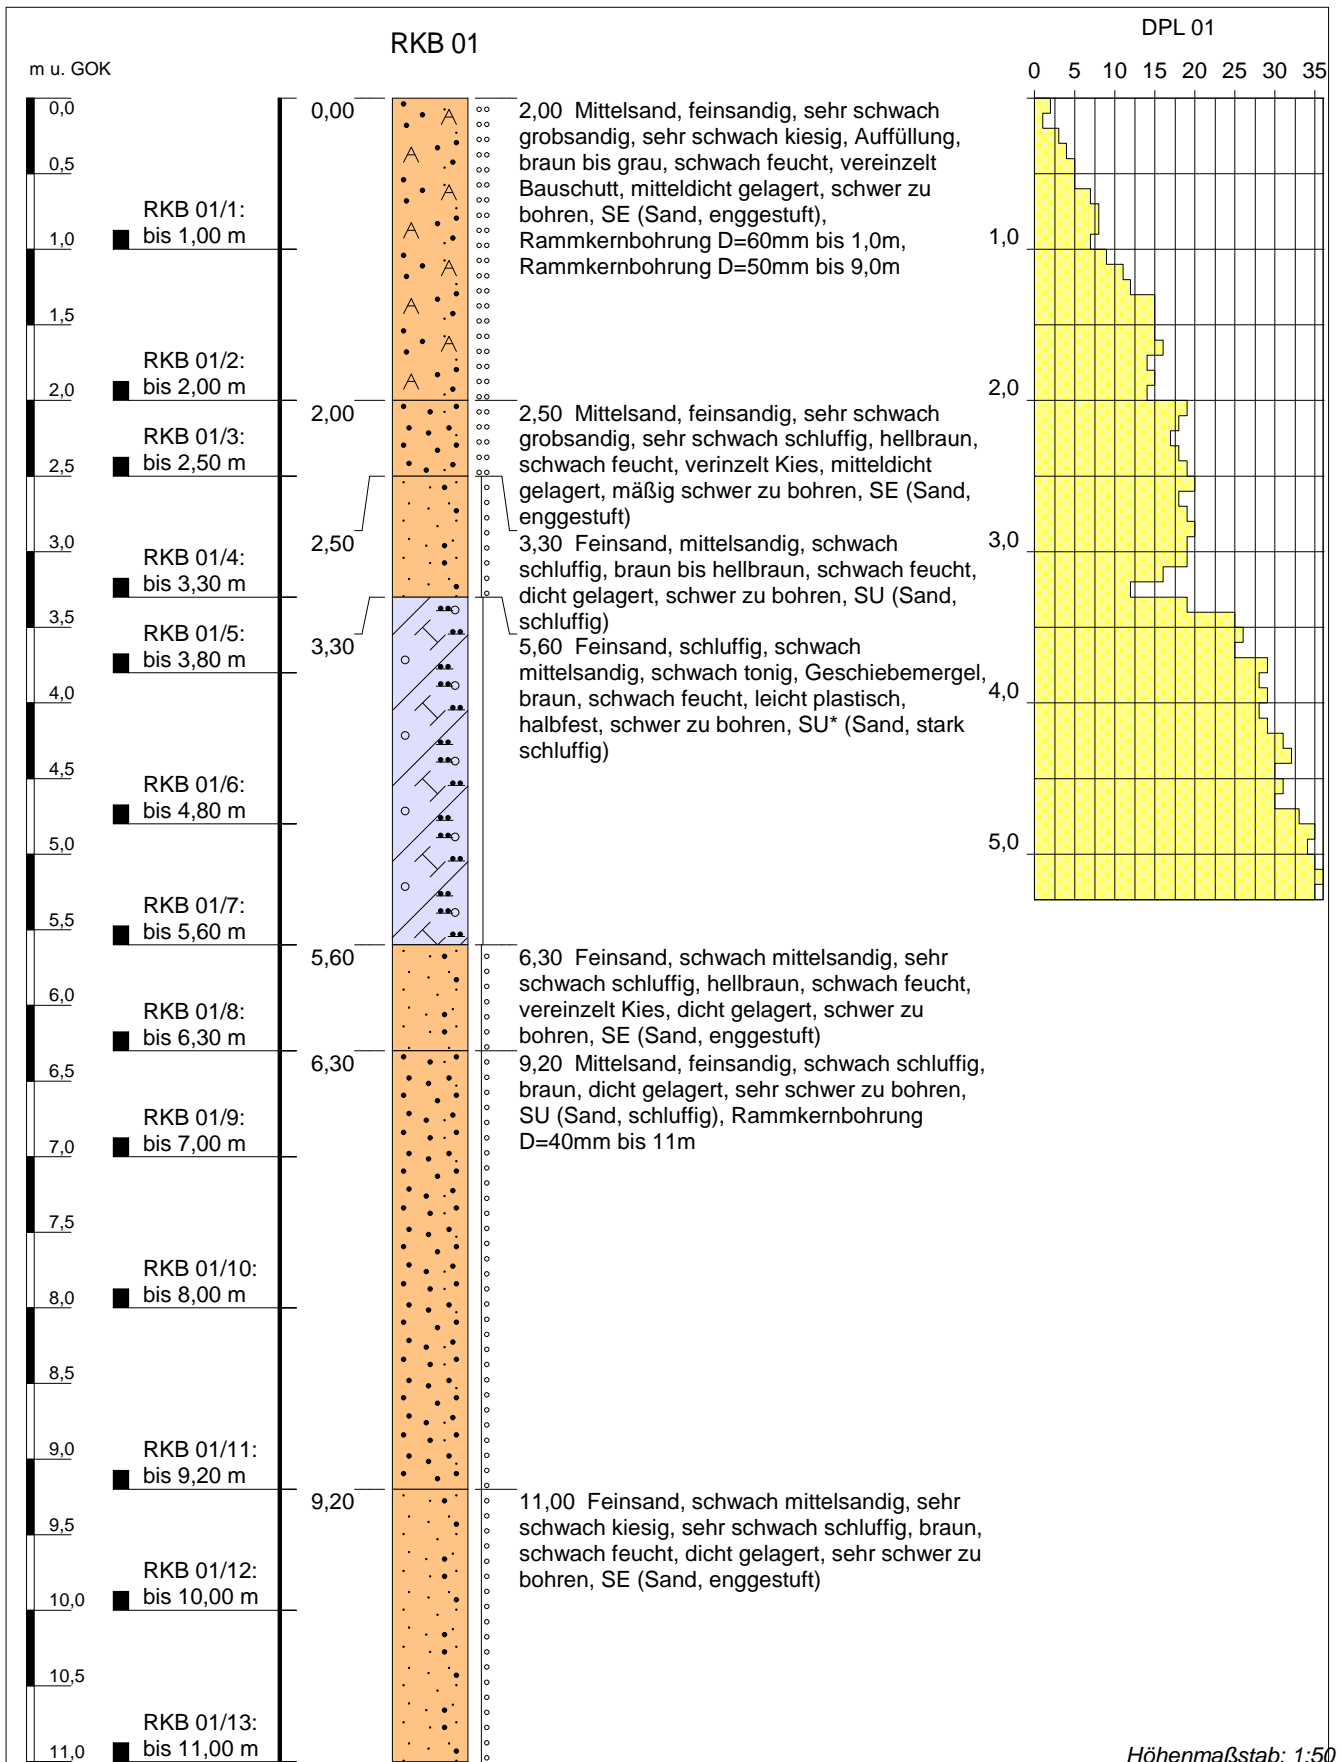 RKB 01
DPL 01
m u. GOK
0 5 10 15 20 25 30 35
0,0
0,5
1,0
1,5
2,0
2,5
3,0
3,5
4,0
4,5
5,0
5,5
6,0
6,5
7,0
7,5
8,0
8,5
9,0
9,5
10,0
10,5
11,0
RKB 01/1:
bis 1,00 m
RKB 01/2:
bis 2,00 m
RKB 01/3:
bis 2,50 m
RKB 01/4:
bis 3,30 m
RKB 01/5:
bis 3,80 m
RKB 01/6:
bis 4,80 m
RKB 01/7:
bis 5,60 m
RKB 01/8:
bis 6,30 m
RKB 01/9:
bis 7,00 m
RKB 01/10:
bis 8,00 m
RKB 01/11:
bis 9,20 m
RKB 01/12:
bis 10,00 m
RKB 01/13:
bis 11,00 m
0,00
2,00
2,50
3,30
5,60
6,30
9,20
2,00 Mittelsand, feinsandig, sehr schwach
grobsandig, sehr schwach kiesig, Auffüllung,
braun bis grau, schwach feucht, vereinzelt
Bauschutt, mitteldicht gelagert, schwer zu
bohren, SE (Sand, enggestuft),
Rammkernbohrung D=60mm bis 1,0m,
Rammkernbohrung D=50mm bis 9,0m
2,50 Mittelsand, feinsandig, sehr schwach
grobsandig, sehr schwach schluffig, hellbraun,
schwach feucht, verinzelt Kies, mitteldicht
gelagert, mäßig schwer zu bohren, SE (Sand,
enggestuft)
3,30 Feinsand, mittelsandig, schwach
schluffig, braun bis hellbraun, schwach feucht,
dicht gelagert, schwer zu bohren, SU (Sand,
schluffig)
5,60 Feinsand, schluffig, schwach
mittelsandig, schwach tonig, Geschiebemergel,
braun, schwach feucht, leicht plastisch,
halbfest, schwer zu bohren, SU* (Sand, stark
schluffig)
6,30 Feinsand, schwach mittelsandig, sehr
schwach schluffig, hellbraun, schwach feucht,
vereinzelt Kies, dicht gelagert, schwer zu
bohren, SE (Sand, enggestuft)
9,20 Mittelsand, feinsandig, schwach schluffig,
braun, dicht gelagert, sehr schwer zu bohren,
SU (Sand, schluffig), Rammkernbohrung
D=40mm bis 11m
11,00 Feinsand, schwach mittelsandig, sehr
schwach kiesig, sehr schwach schluffig, braun,
schwach feucht, dicht gelagert, sehr schwer zu
bohren, SE (Sand, enggestuft)
1,0
2,0
3,0
4,0
5,0
Höhenmaßstab: 1:50